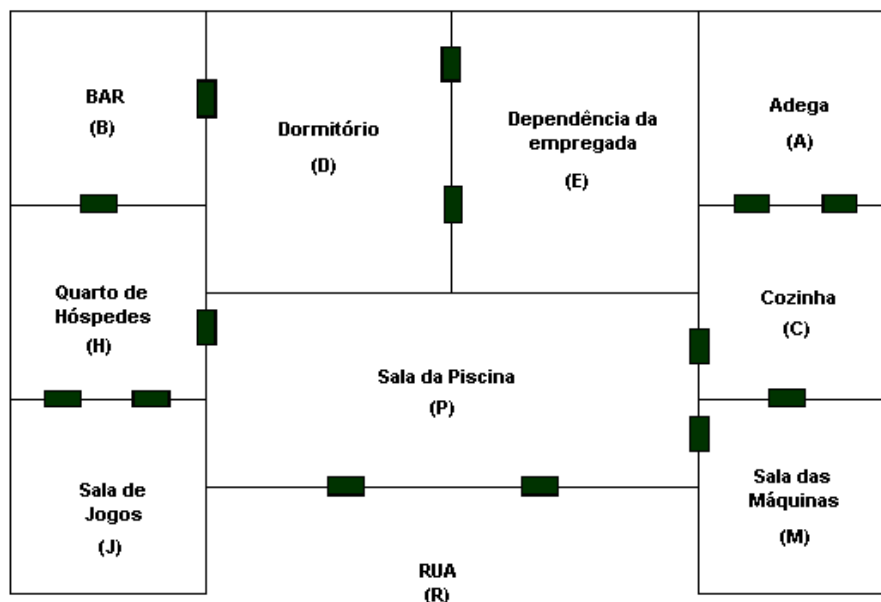 BAR
(B)
Dormitório
(D)
Dependência da
empregada
(E)
Adega
(A)
Quarto de
Hóspedes
(H)
Sala da Piscina
(P)
Cozinha
(C)
Sala de
Jogos
(J)
Sala das
Máquinas
(M)
RUA
(R)